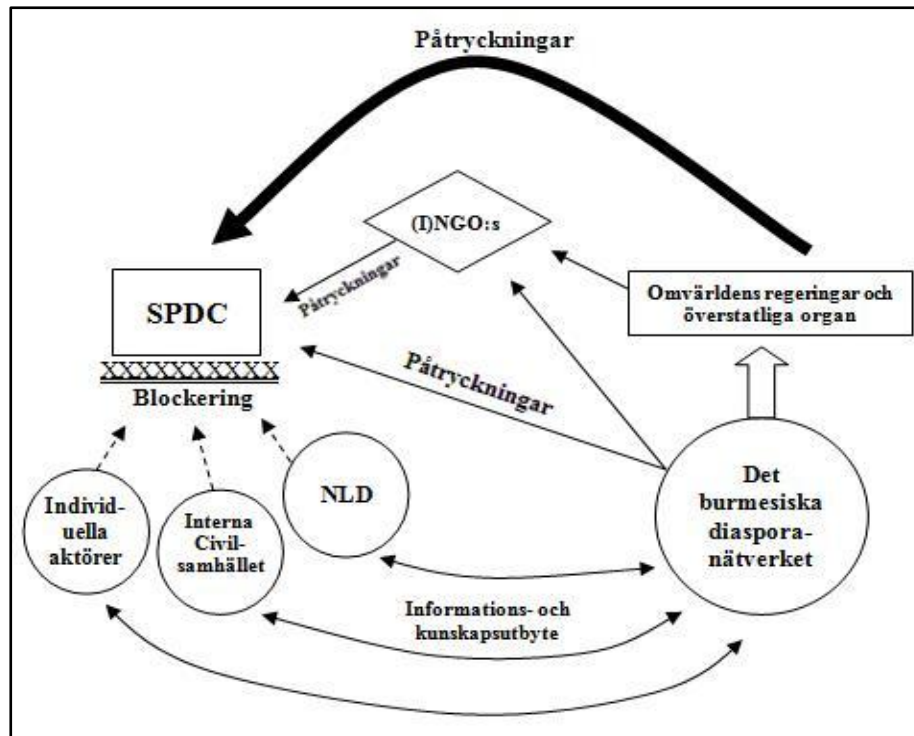 Påtryckningar
(I)NGO:s
Påtryckningar
SPDC
Omvärldens regeringar och
överstatliga organ
XXXXXXXXXXXX
Blockering
Påtryckningar
Individ-
uella
aktörer
Interna
Civil-
samhället
NLD
Det
burmesiska
diaspora-
nätverket
Informations- och
kunskapsutbyte